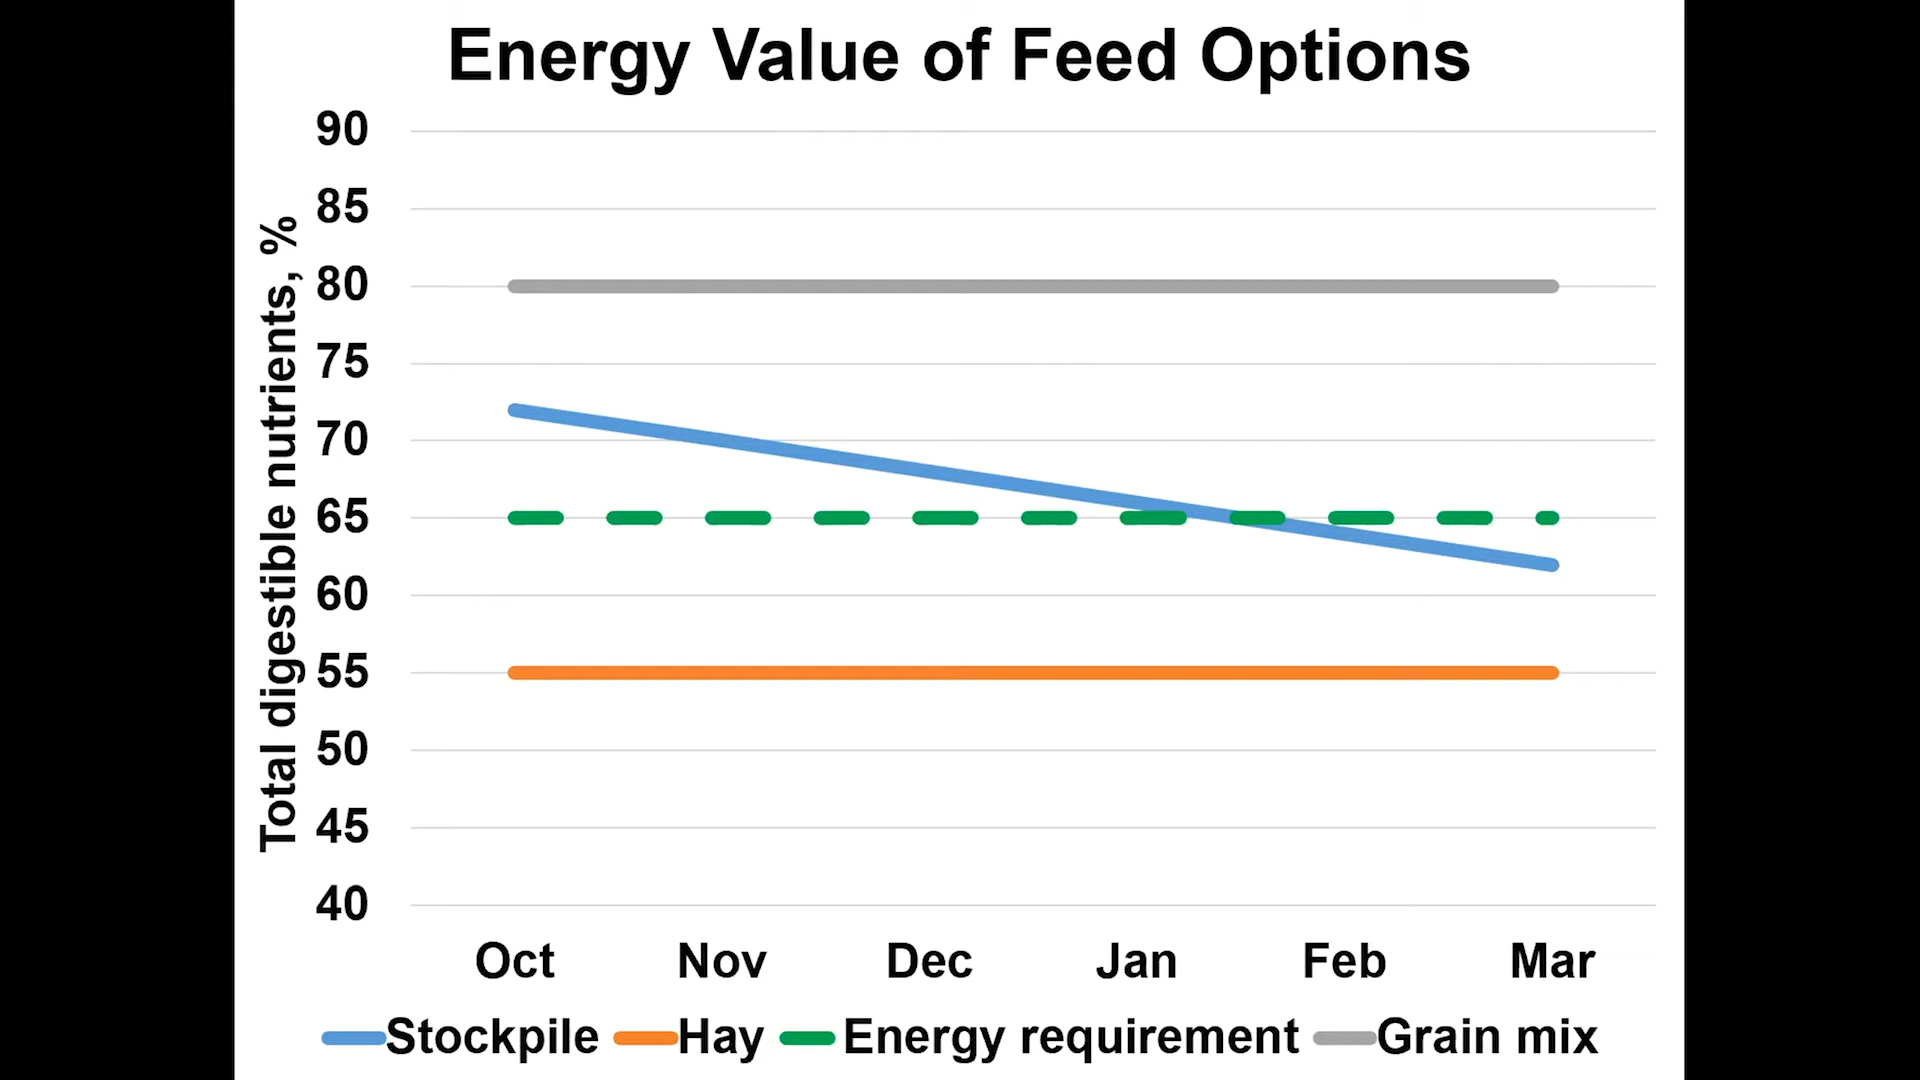 Energy Value of Feed Options
Total digestible nutrients, %
90
85
80
75
70
65
60
55
50
45
40
Oct Nov Dec Jan Feb Mar
Stockpile Hay Energy requirement Grain mix